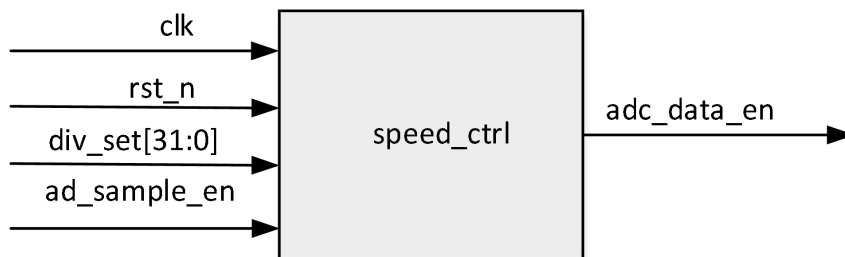 clk
rst_n
div_set[31:0]
ad_sample_en
speed_ctrl
adc_data_en